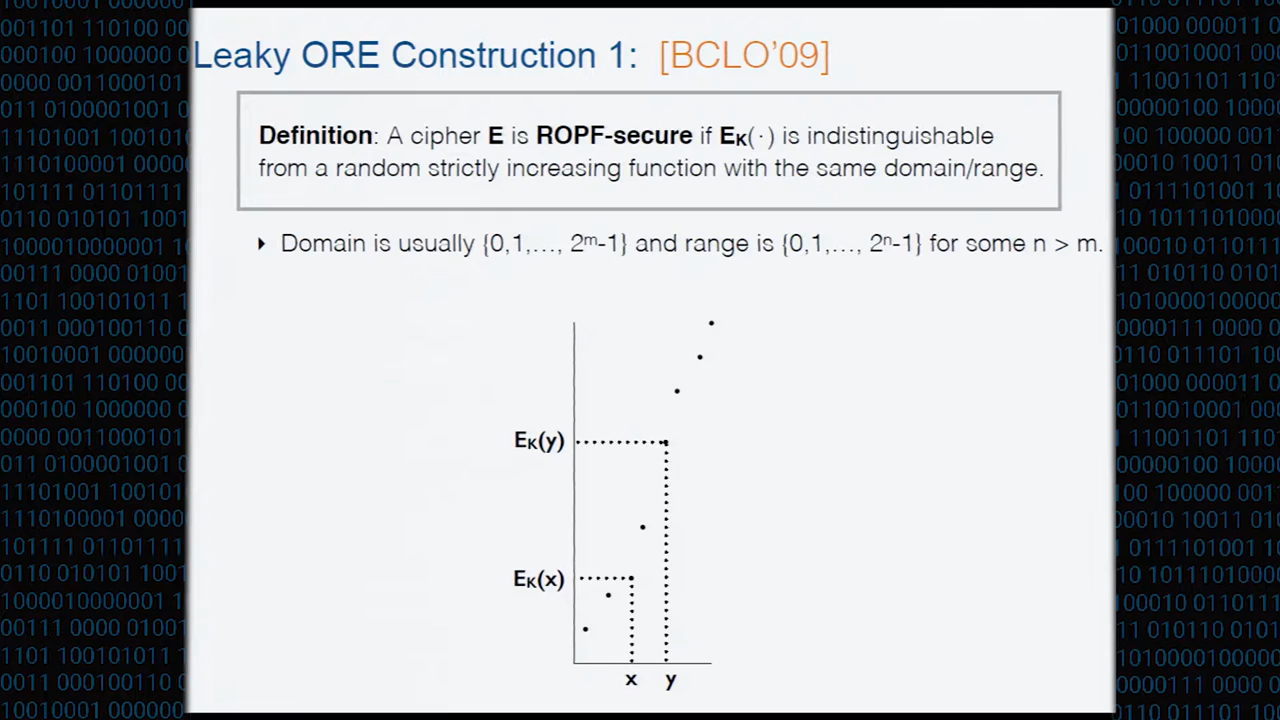 Leaky ORE Construction 1: [BCLO'09]
Definition: A cipher E is ROPF-secure if Eₖ(·) is indistinguishable
from a random strictly increasing function with the same domain/range.
‣ Domain is usually {0,1,…, 2ᵐ-1} and range is {0,1,…, 2ⁿ-1} for some n > m.
Eₖ(y)
Eₖ(x)
x y